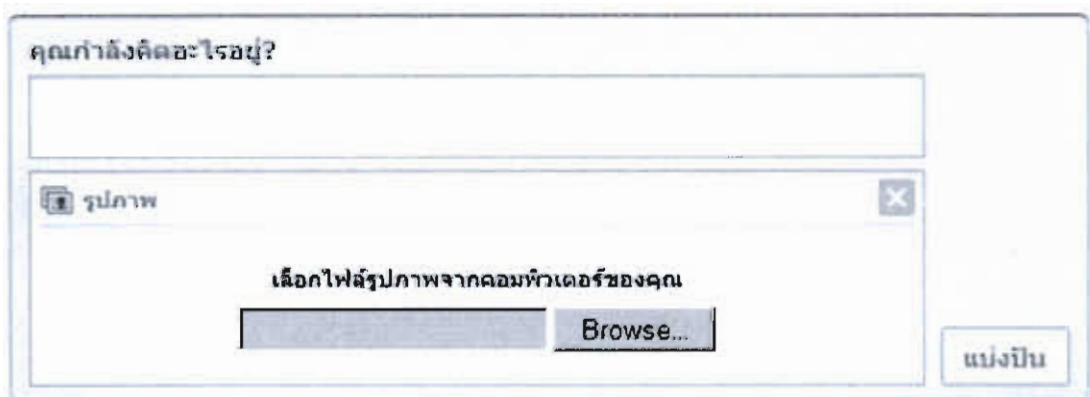 คุณกำลังคิดอะไรอยู่?
รูปภาพ
เลือกไฟล์รูปภาพจากคอมพิวเตอร์ของคุณ
Browse...
แบ่งปัน